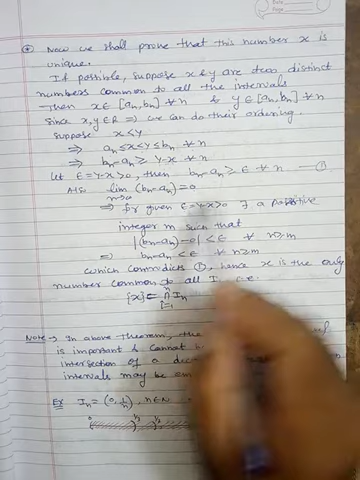 Now we shall prove that this number x is
unique.
If possible, suppose x & y are two distinct
numbers common to all the intervals
Then x ∈ [an, bn] ∀ n & y ∈ [an, bn] ∀ n
Since x, y ∈ R ⇒ we can do their ordering.
Suppose x < y
⇒ an ≤ x < y ≤ bn ∀ n
⇒ bn - an ≥ y - x ∀ n
Let ε = y - x > 0, then bn - an ≥ ε ∀ n — ①
Also lim n→∞ (bn - an) = 0
⇒ for given ε = y - x > 0 ∃ a positive
integer m such that
|(bn - an) - 0| < ε ∀ n ≥ m
⇒ bn - an < ε ∀ n ≥ m
which contradicts ①, hence x is the only
number common to all I
{x} = ∩ In
i=1
Note → In above theorem, the
is important & cannot b
intersection of a dec
intervals may be em
Ex In = (0, 1/n), n ∈ N